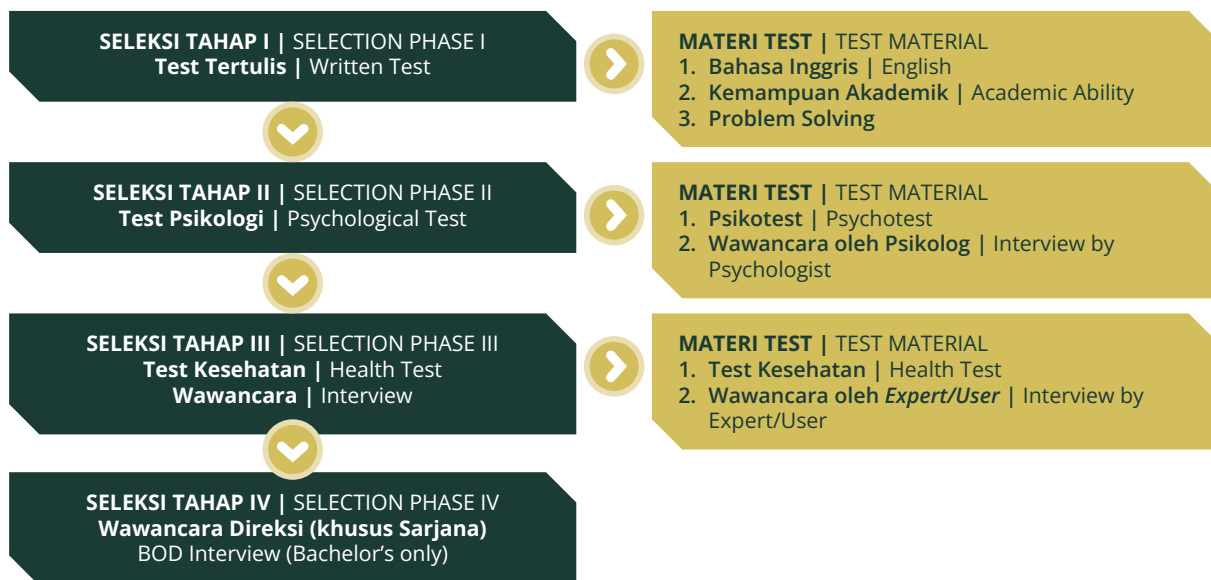 SELEKSI TAHAP I | SELECTION PHASE I
Test Tertulis | Written Test
MATERI TEST | TEST MATERIAL
1. Bahasa Inggris | English
2. Kemampuan Akademik | Academic Ability
3. Problem Solving
SELEKSI TAHAP II | SELECTION PHASE II
Test Psikologi | Psychological Test
MATERI TEST | TEST MATERIAL
1. Psikotest | Psychotest
2. Wawancara oleh Psikolog | Interview by
Psychologist
SELEKSI TAHAP III | SELECTION PHASE III
Test Kesehatan | Health Test
Wawancara | Interview
MATERI TEST | TEST MATERIAL
1. Test Kesehatan | Health Test
2. Wawancara oleh Expert/User | Interview by
Expert/User
SELEKSI TAHAP IV | SELECTION PHASE IV
Wawancara Direksi (khusus Sarjana)
BOD Interview (Bachelor’s only)